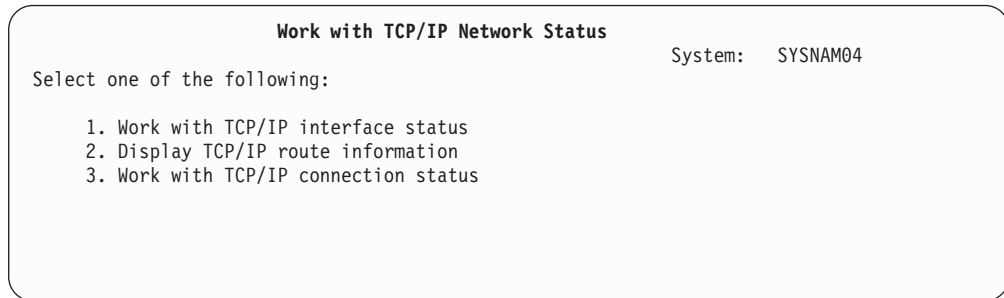 Work with TCP/IP Network Status
System: SYSNAM04
Select one of the following:
1. Work with TCP/IP interface status
2. Display TCP/IP route information
3. Work with TCP/IP connection status